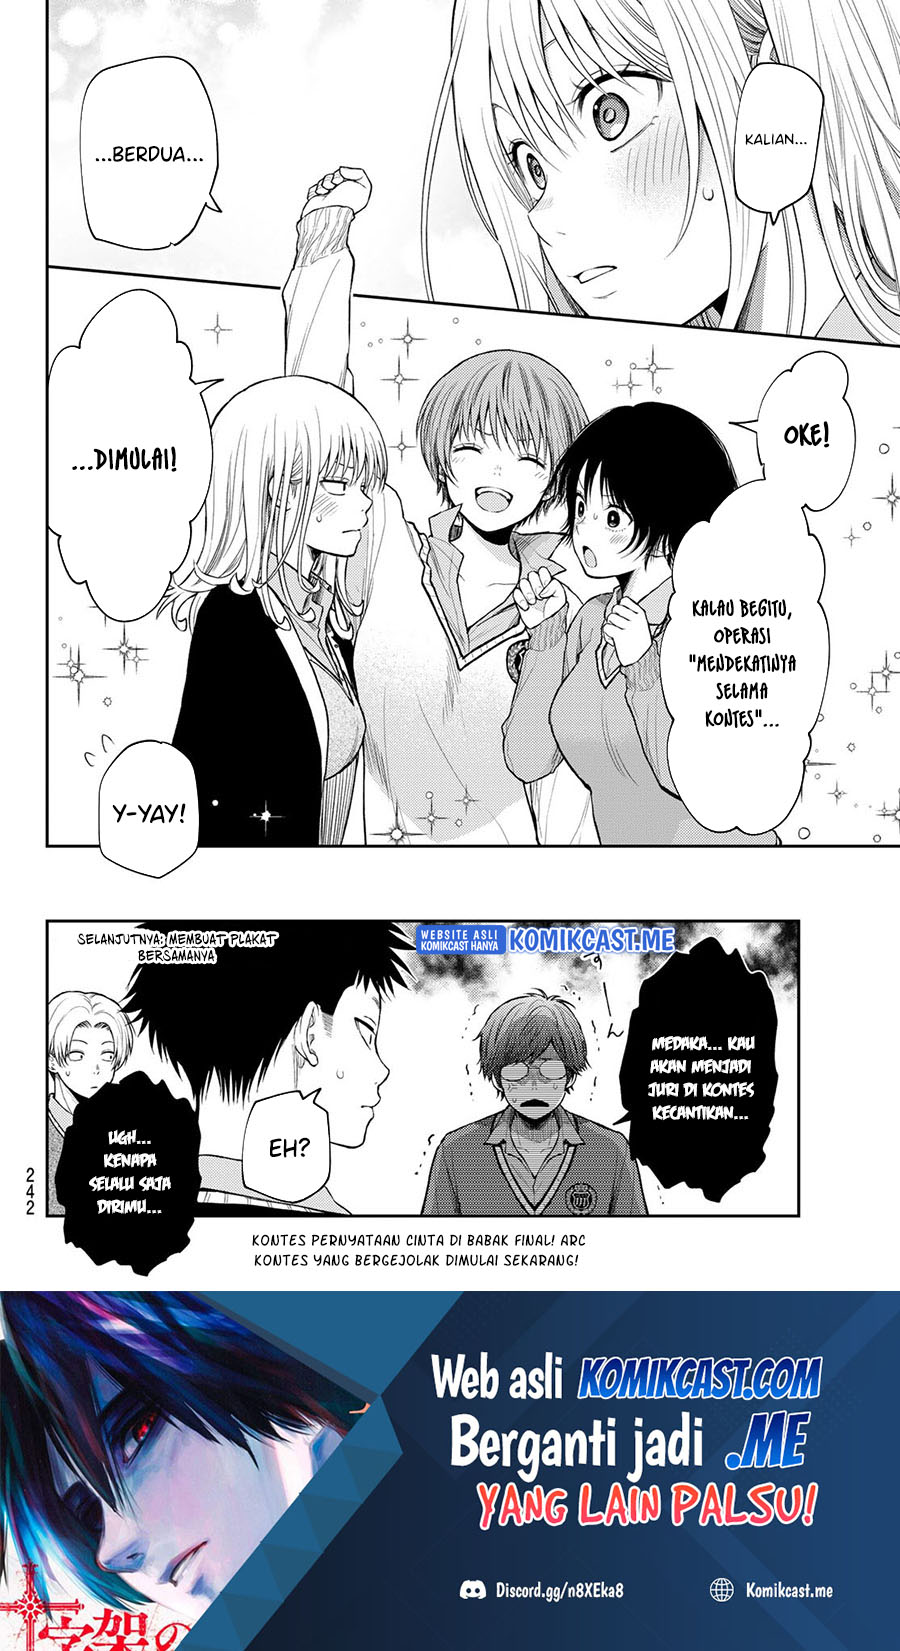 KALIAN...
...BERDUA...
OKE!
KALAU BEGITU,
OPERASI
"MENDEKATINYA
SELAMA
KONTES"...
...DIMULAI!
Y-YAY!
SELANJUTNYA: MEMBUAT PLAKAT
BERSAMANYA
WEBSITE ASLI
KOMIKCAST HANYA
KOMIKCAST.ME
MEDAKA... KAU
AKAN MENJADI
JURI DI KONTES
KECANTIKAN...
EH?
UGH...
KENAPA
SELALU SAJA
DIRIMU...
242
KONTES PERNYATAAN CINTA DI BABAK FINAL! ARC
KONTES YANG BERGEJOLAK DIMULAI SEKARANG!
Web asli KOMIKCAST.COM
Berganti jadi .ME
YANG LAIN PALSU!
Discord.gg/n8XEka8
Komikcast.me
字架の